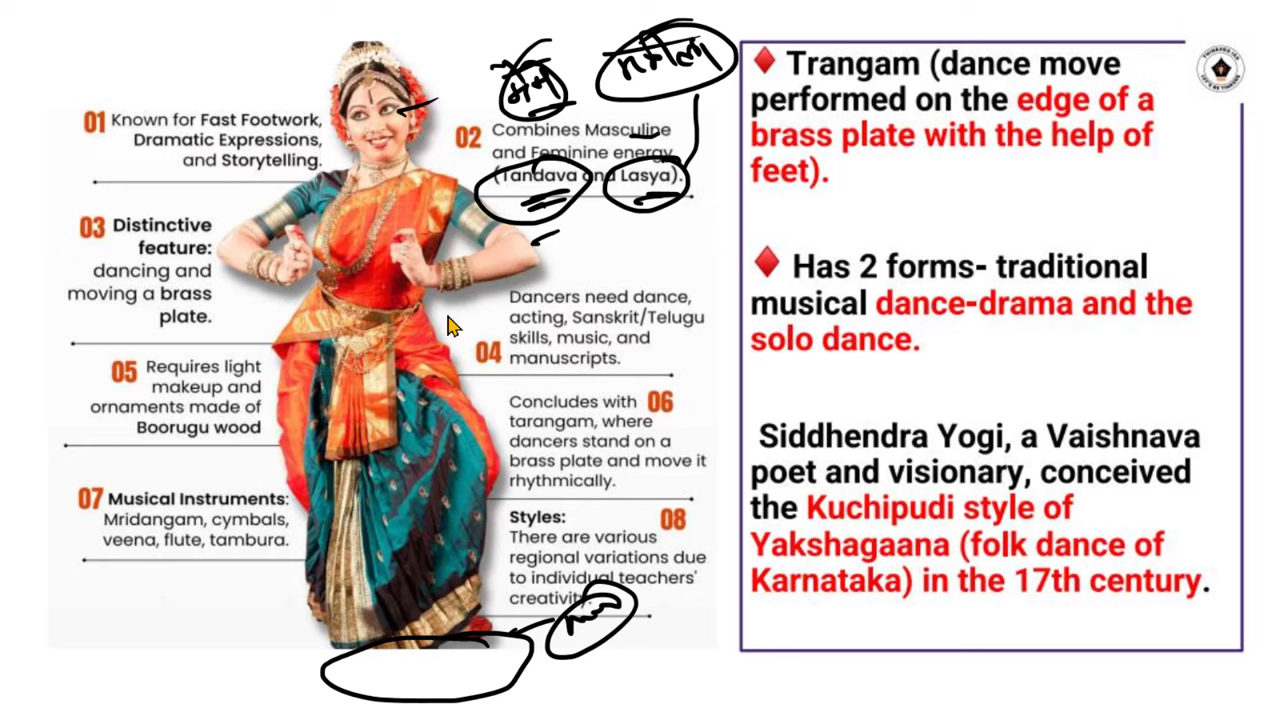 01 Known for Fast Footwork,
Dramatic Expressions,
and Storytelling.
02 Combines Masculine
and Feminine energy
(Tandava and Lasya).
03 Distinctive
feature:
dancing and
moving a brass
plate.
Dancers need dance,
acting, Sanskrit/Telugu
skills, music, and
04 manuscripts.
05 Requires light
makeup and
ornaments made of
Boorugu wood
Concludes with 06
tarangam, where
dancers stand on a
brass plate and move it
rhythmically.
07 Musical Instruments:
Mridangam, cymbals,
veena, flute, tambura.
Styles: 08
There are various
regional variations due
to individual teachers'
creativity.
Trangam (dance move
performed on the edge of a
brass plate with the help of
feet).
Has 2 forms- traditional
musical dance-drama and the
solo dance.
Siddhendra Yogi, a Vaishnava
poet and visionary, conceived
the Kuchipudi style of
Yakshagaana (folk dance of
Karnataka) in the 17th century.